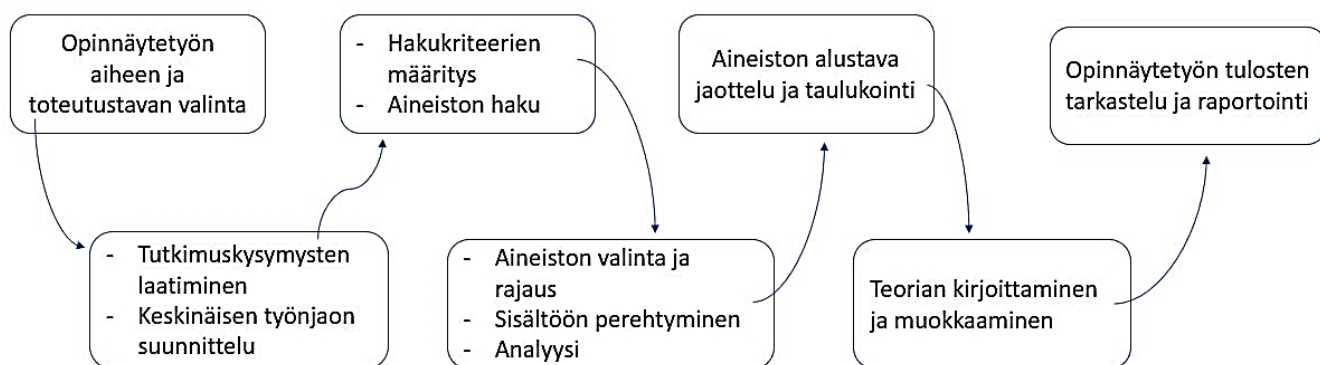 Opinnäytetyön
aiheen ja
toteutustavan valinta
- Tutkimuskysymysten
laatiminen
- Keskinäisen työnjaon
suunnittelu
- Hakukriteerien
määritys
- Aineiston haku
- Aineiston valinta ja
rajaus
- Sisältöön perehtyminen
- Analyysi
Aineiston alustava
jaottelu ja taulukointi
Teorian kirjoittaminen
ja muokkaaminen
Opinnäytetyön tulosten
tarkastelu ja raportointi